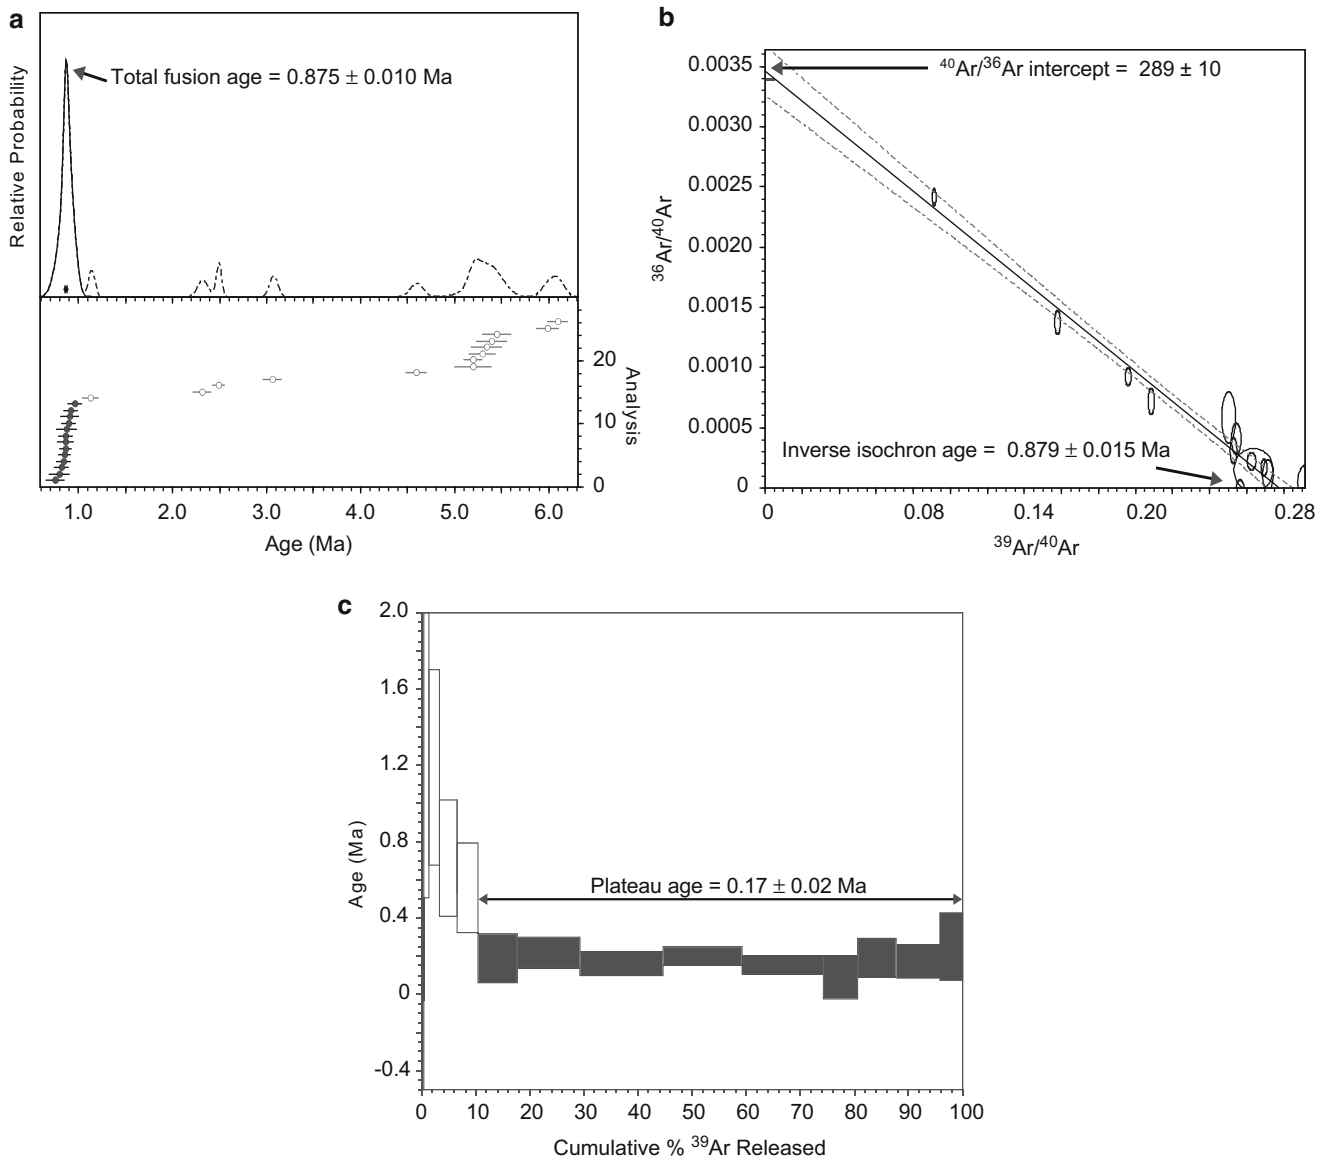 a
Relative Probability
Total fusion age = 0.875 ± 0.010 Ma
20
10
0
Analysis
1.0 2.0 3.0 4.0 5.0 6.0
Age (Ma)
b
0.0035
0.0030
0.0025
0.0020
0.0015
0.0010
0.0005
0
³⁶Ar/⁴⁰Ar
⁴⁰Ar/³⁶Ar intercept = 289 ± 10
Inverse isochron age = 0.879 ± 0.015 Ma
0 0.08 0.14 0.20 0.28
³⁹Ar/⁴⁰Ar
c
2.0
1.6
1.2
0.8
0.4
0
-0.4
Age (Ma)
Plateau age = 0.17 ± 0.02 Ma
0 10 20 30 40 50 60 70 80 90 100
Cumulative % ³⁹Ar Released